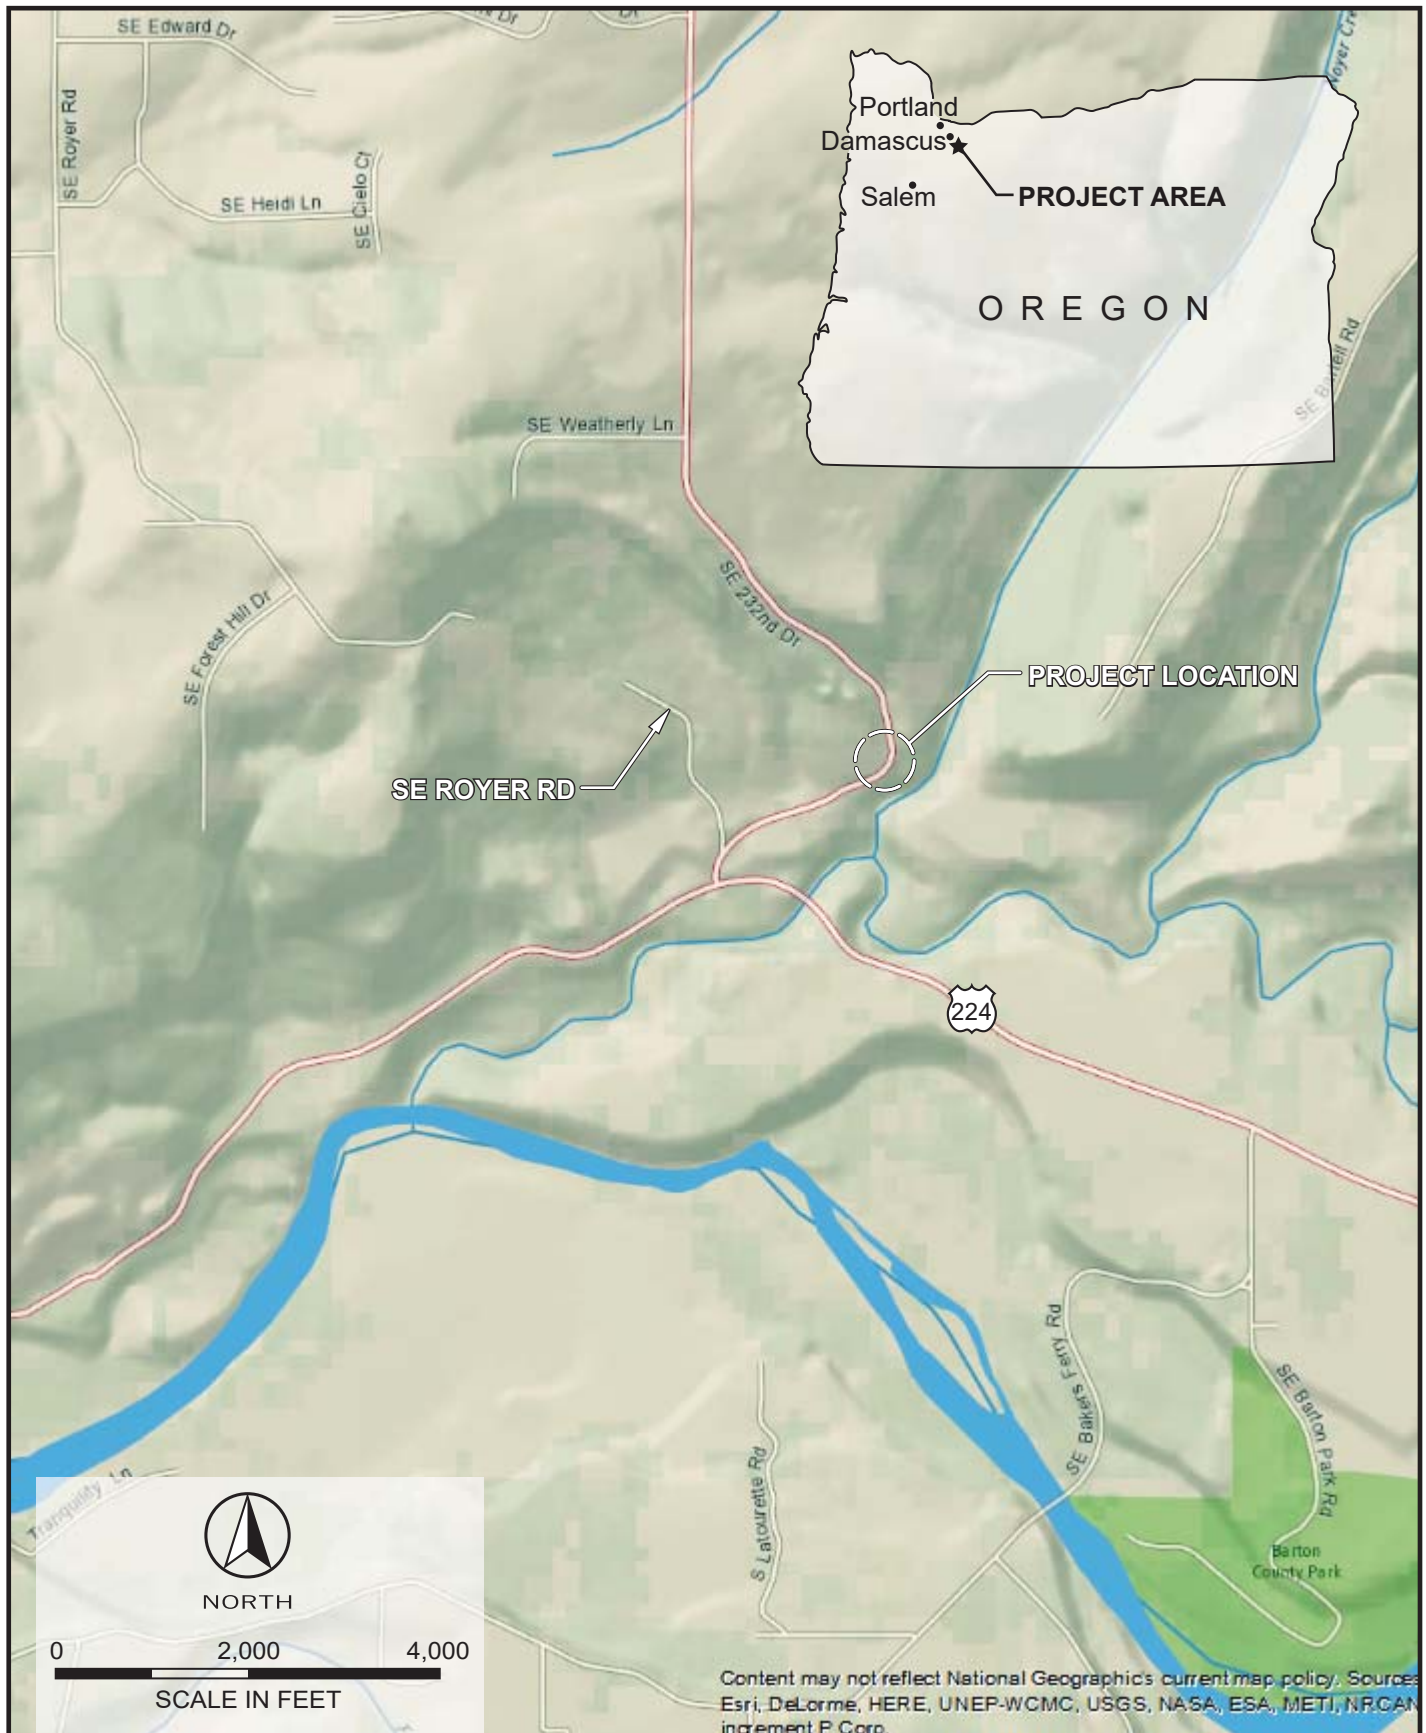 SE Edward Dr
Dr
Dr
SE Royer Rd
SE Heidi Ln
SE Cielo Ct
Portland
Damascus
Salem
PROJECT AREA
OREGON
SE Weatherly Ln
SE 232nd Dr
SE Forest Hill Dr
PROJECT LOCATION
SE ROYER RD
224
SE Bakers Ferry Rd
SE Barton Park Rd
S Latourette Rd
Tranquility Ln
Barton
County Park
NORTH
0 2,000 4,000
SCALE IN FEET
Content may not reflect National Geographic's current map policy. Sources
Esri, DeLorme, HERE, UNEP-WCMC, USGS, NASA, ESA, METI, NRCAN
increment P Corp.